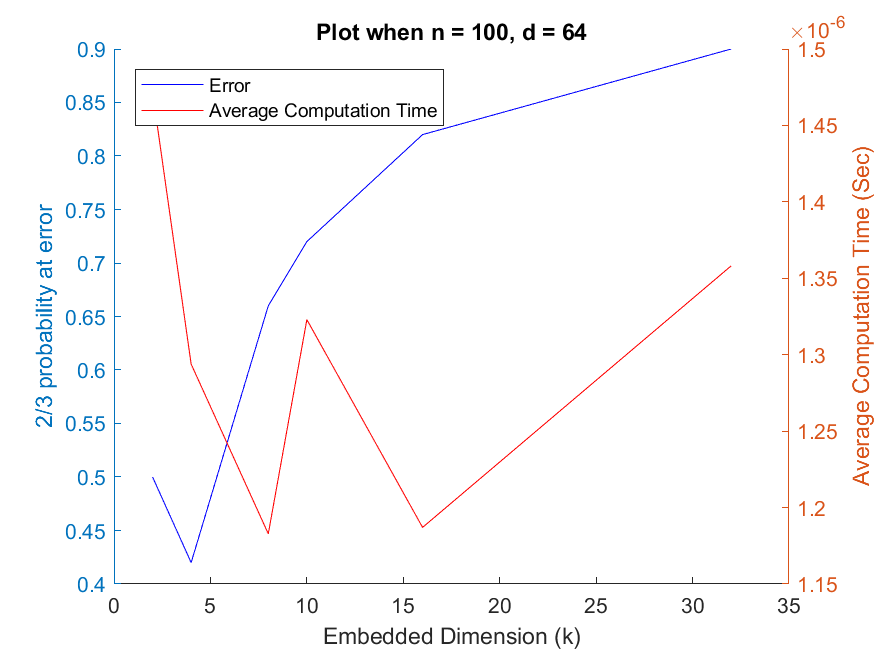 Plot when n = 100, d = 64
×10-6
Error
Average Computation Time
2/3 probability at error
0.9
0.85
0.8
0.75
0.7
0.65
0.6
0.55
0.5
0.45
0.4
1.5
1.45
1.4
1.35
1.3
1.25
1.2
1.15
Average Computation Time (Sec)
0 5 10 15 20 25 30 35
Embedded Dimension (k)